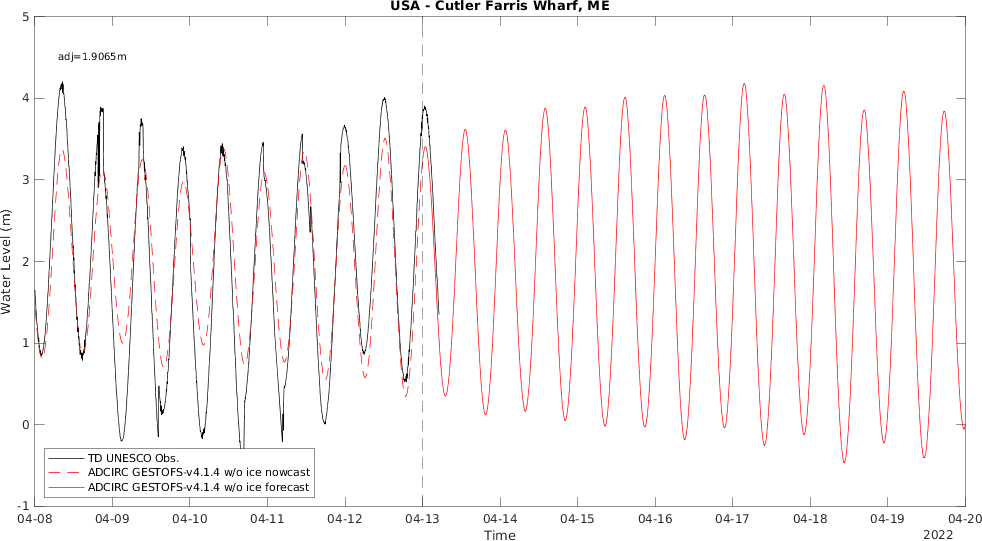 USA - Cutler Farris Wharf, ME
adj=1.9065m
Water Level (m)
5
4
3
2
1
0
-1
TD UNESCO Obs.
ADCIRC GESTOFS-v4.1.4 w/o ice nowcast
ADCIRC GESTOFS-v4.1.4 w/o ice forecast
04-08 04-09 04-10 04-11 04-12 04-13 04-14 04-15 04-16 04-17 04-18 04-19 04-20
Time
2022